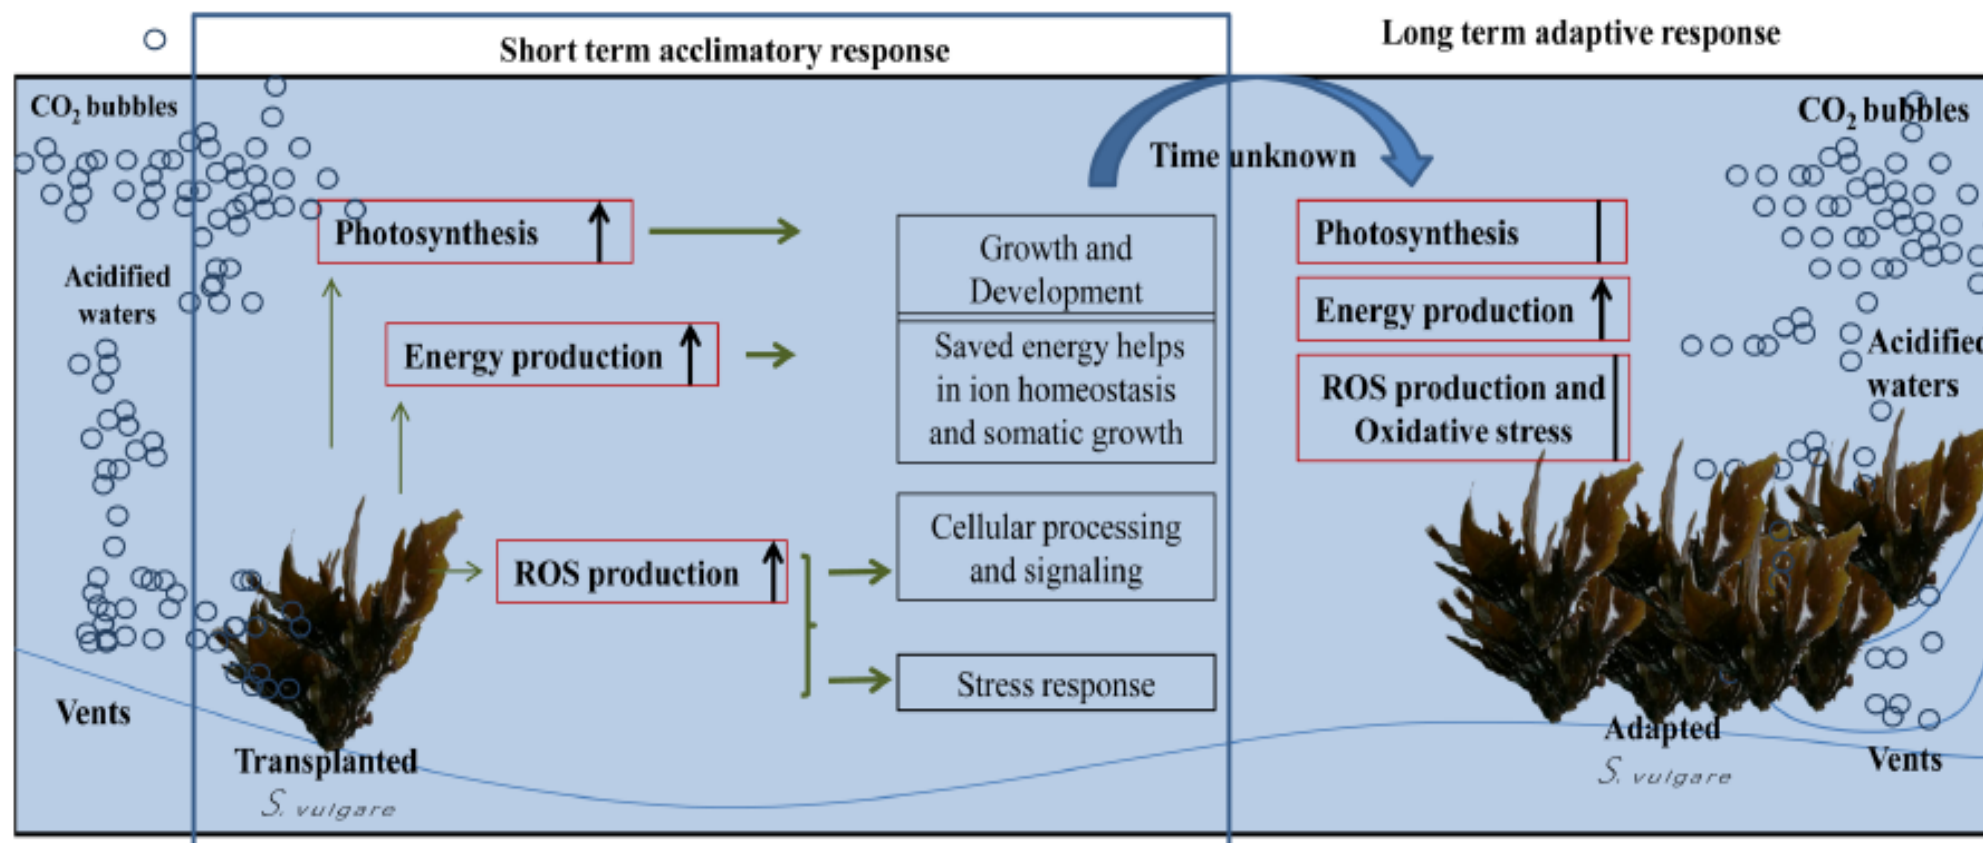 Short term acclimatory response
Long term adaptive response
CO₂ bubbles
CO₂ bubbles
Time unknown
Photosynthesis
Growth and
Development
Photosynthesis
Acidified
waters
Energy production
Energy production
Saved energy helps
in ion homeostasis
and somatic growth
Acidified
waters
ROS production and
Oxidative stress
ROS production
Cellular processing
and signaling
Stress response
Vents
Transplanted
S. vulgare
Adapted
S. vulgare
Vents